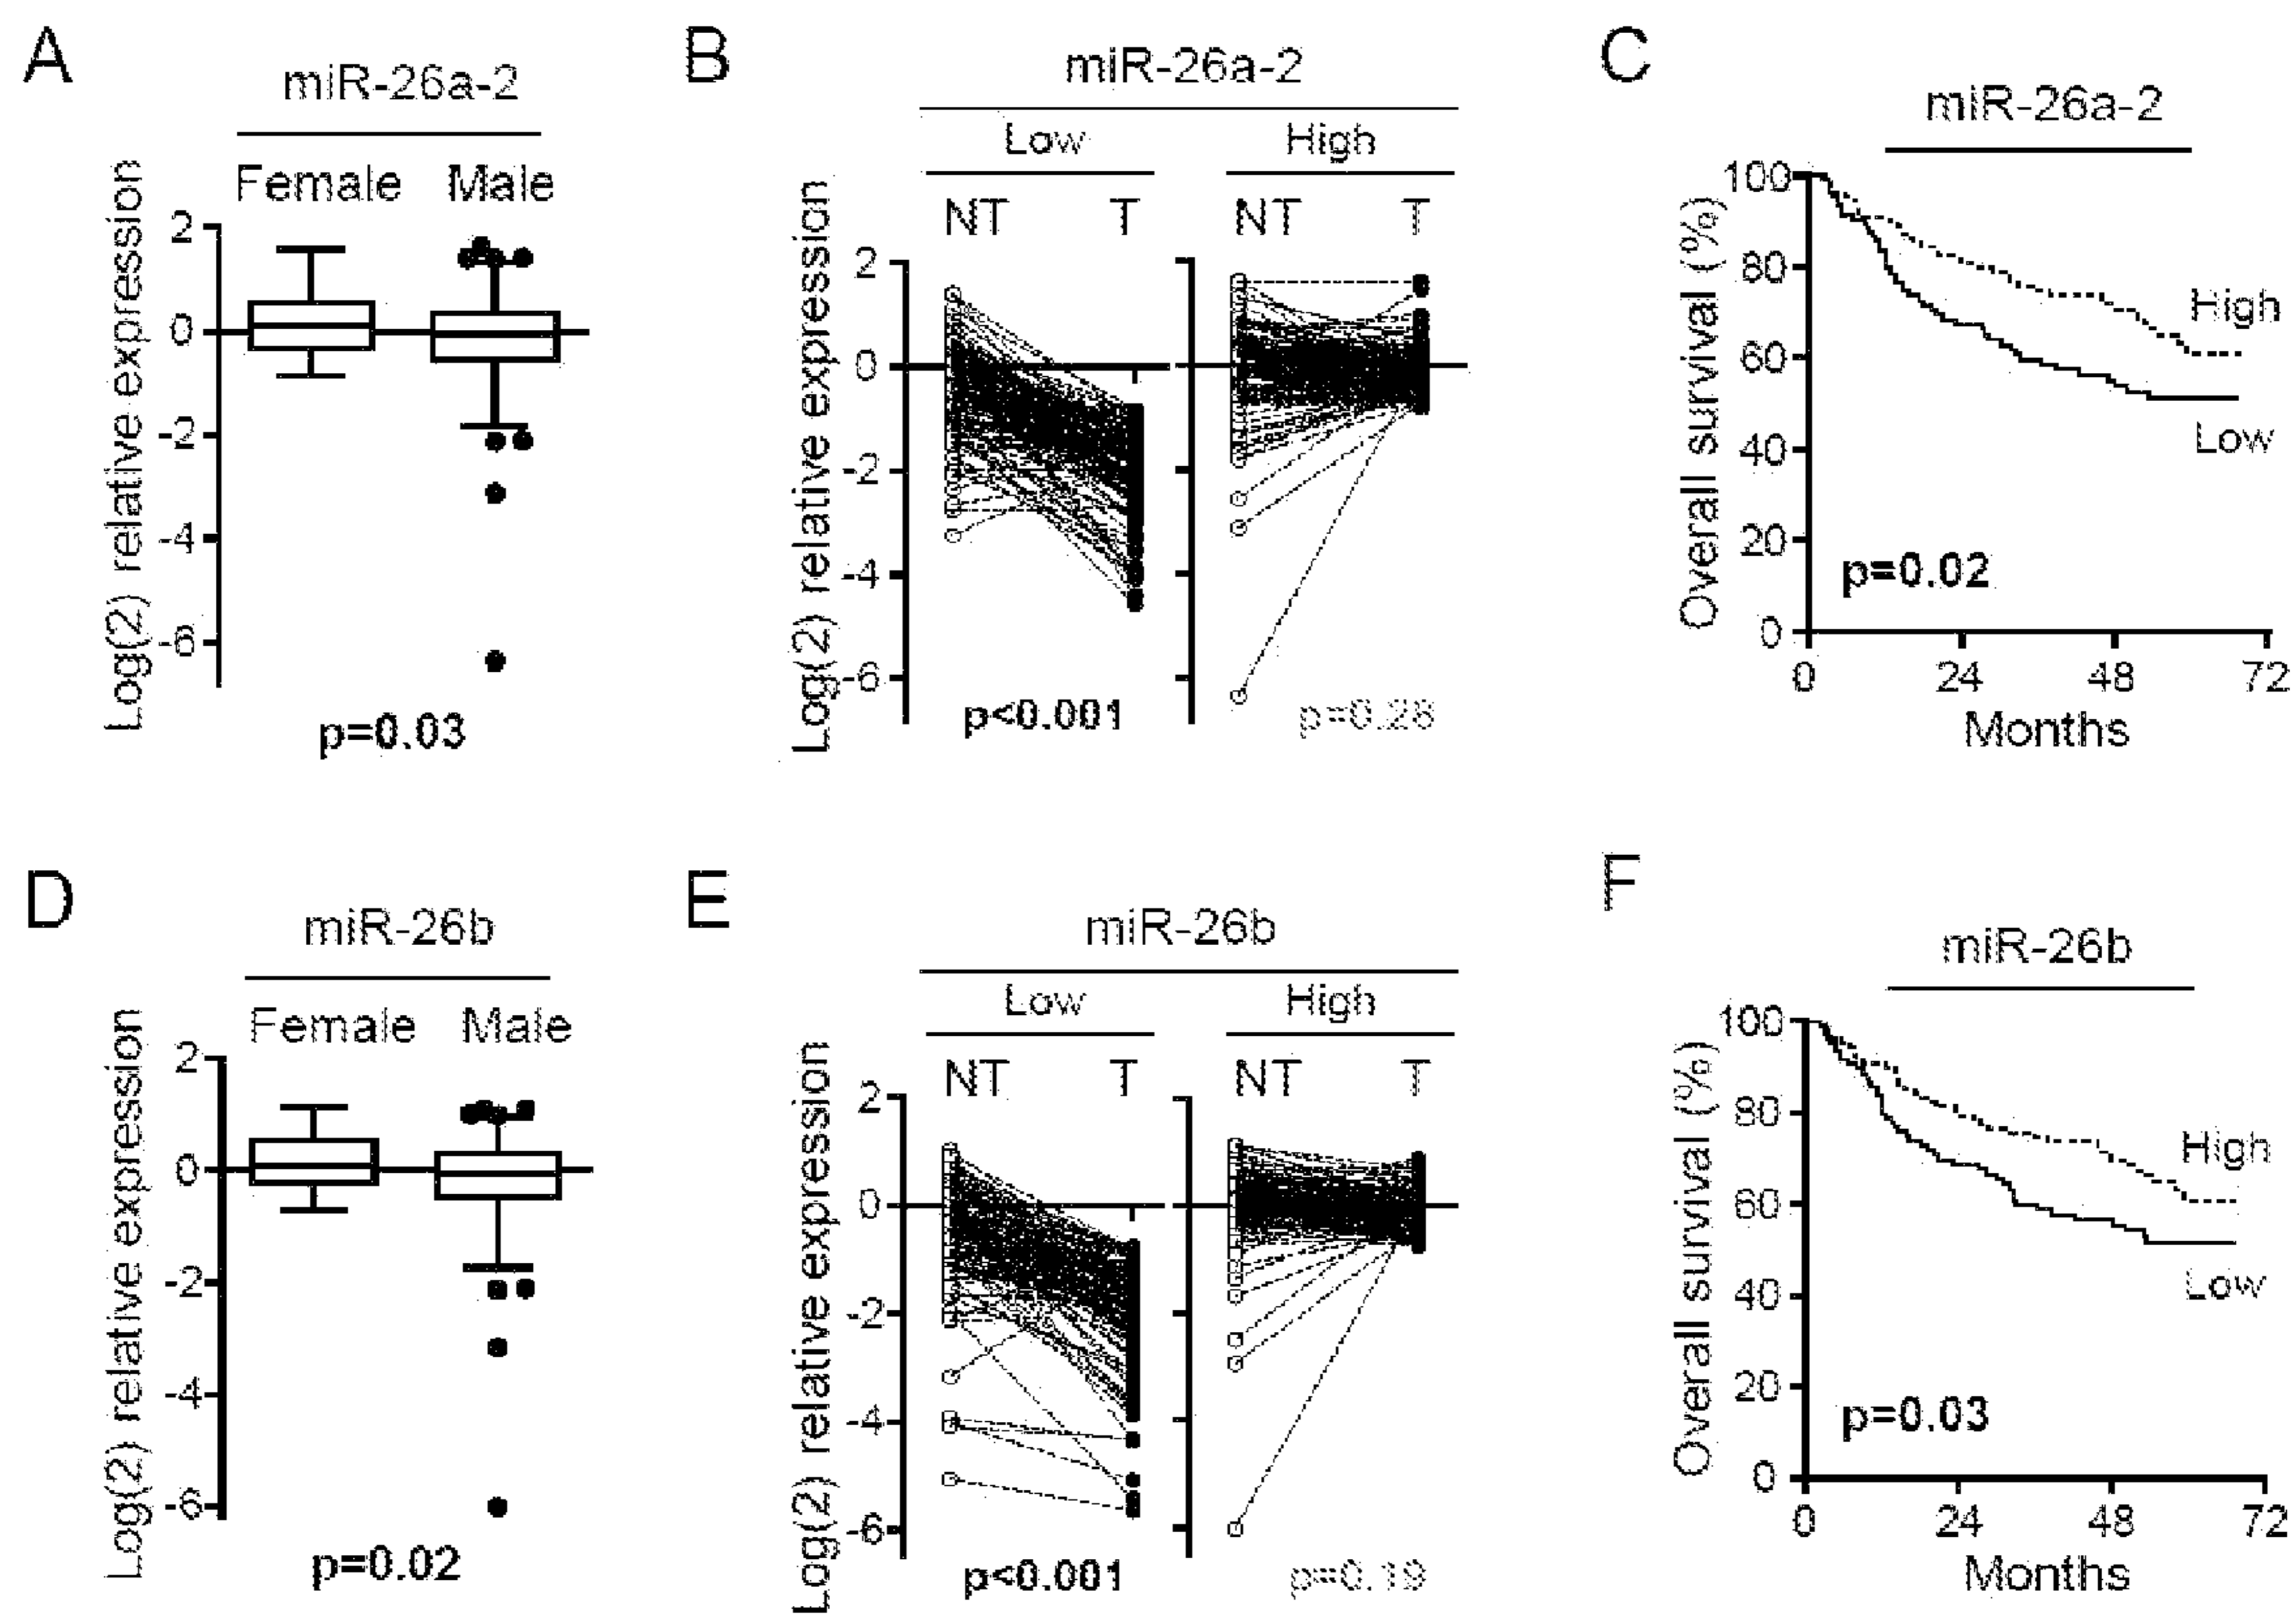 A
miR-26a-2
Female Male
Log(2) relative expression
2
0
-2
-4
-6
p=0.03
B
miR-26a-2
Low High
NT T NT T
Log(2) relative expression
2
0
-2
-4
-6
p<0.001 p=0.28
C
miR-26a-2
Overall survival (%)
100
80
60
40
20
0
High
Low
p=0.02
0 24 48 72
Months
D
miR-26b
Female Male
Log(2) relative expression
2
0
-2
-4
-6
p=0.02
E
miR-26b
Low High
NT T NT T
Log(2) relative expression
2
0
-2
-4
-6
p<0.001 p=0.19
F
miR-26b
Overall survival (%)
100
80
60
40
20
0
High
Low
p=0.03
0 24 48 72
Months